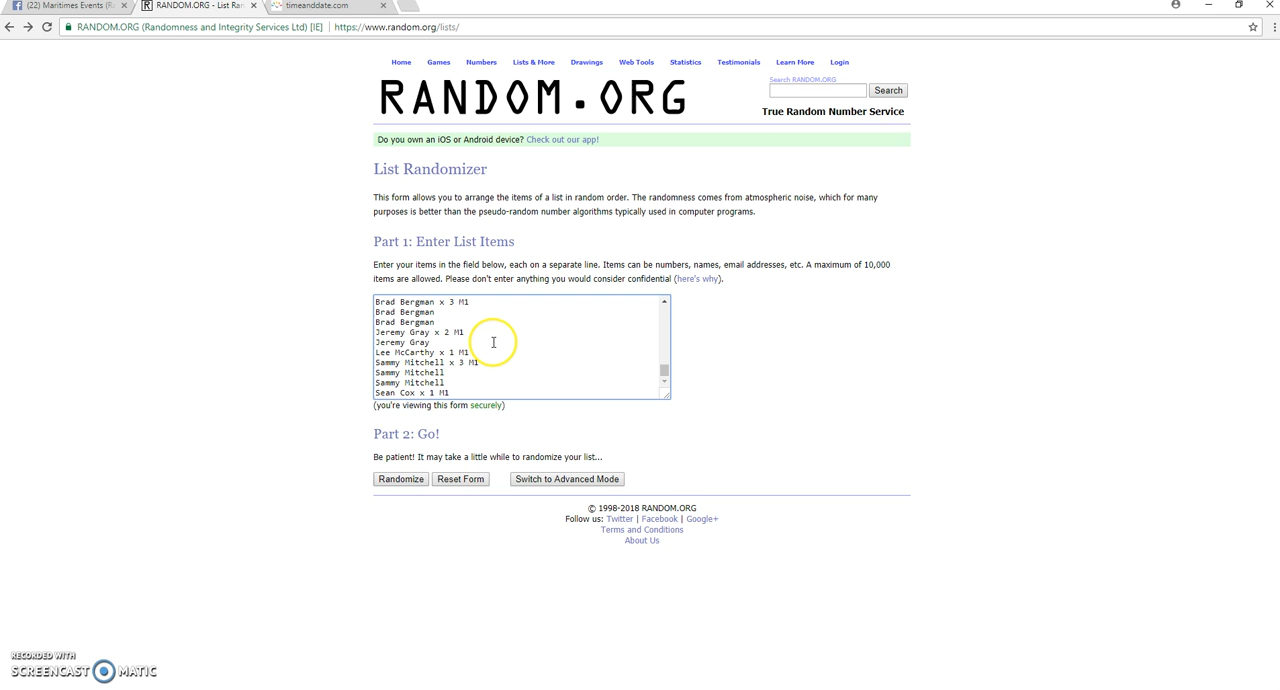 (22) Maritimes Events (R
RANDOM.ORG - List Ran
timeanddate.com
RANDOM.ORG (Randomness and Integrity Services Ltd) [IE]
https://www.random.org/lists/
Home Games Numbers Lists & More Drawings Web Tools Statistics Testimonials Learn More Login
RANDOM.ORG
Search RANDOM.ORG
Search
True Random Number Service
Do you own an iOS or Android device? Check out our app!
List Randomizer
This form allows you to arrange the items of a list in random order. The randomness comes from atmospheric noise, which for many
purposes is better than the pseudo-random number algorithms typically used in computer programs.
Part 1: Enter List Items
Enter your items in the field below, each on a separate line. Items can be numbers, names, email addresses, etc. A maximum of 10,000
items are allowed. Please don't enter anything you would consider confidential (here's why).
Brad Bergman x 3 M1
Brad Bergman
Brad Bergman
Jeremy Gray x 2 M1
Jeremy Gray
Lee McCarthy x 1 M1
Sammy Mitchell x 3 M1
Sammy Mitchell
Sammy Mitchell
Sean Cox x 1 M1
(you're viewing this form securely)
Part 2: Go!
Be patient! It may take a little while to randomize your list...
Randomize Reset Form Switch to Advanced Mode
© 1998-2018 RANDOM.ORG
Follow us: Twitter | Facebook | Google+
Terms and Conditions
About Us
RECORDED WITH
SCREENCAST MATIC